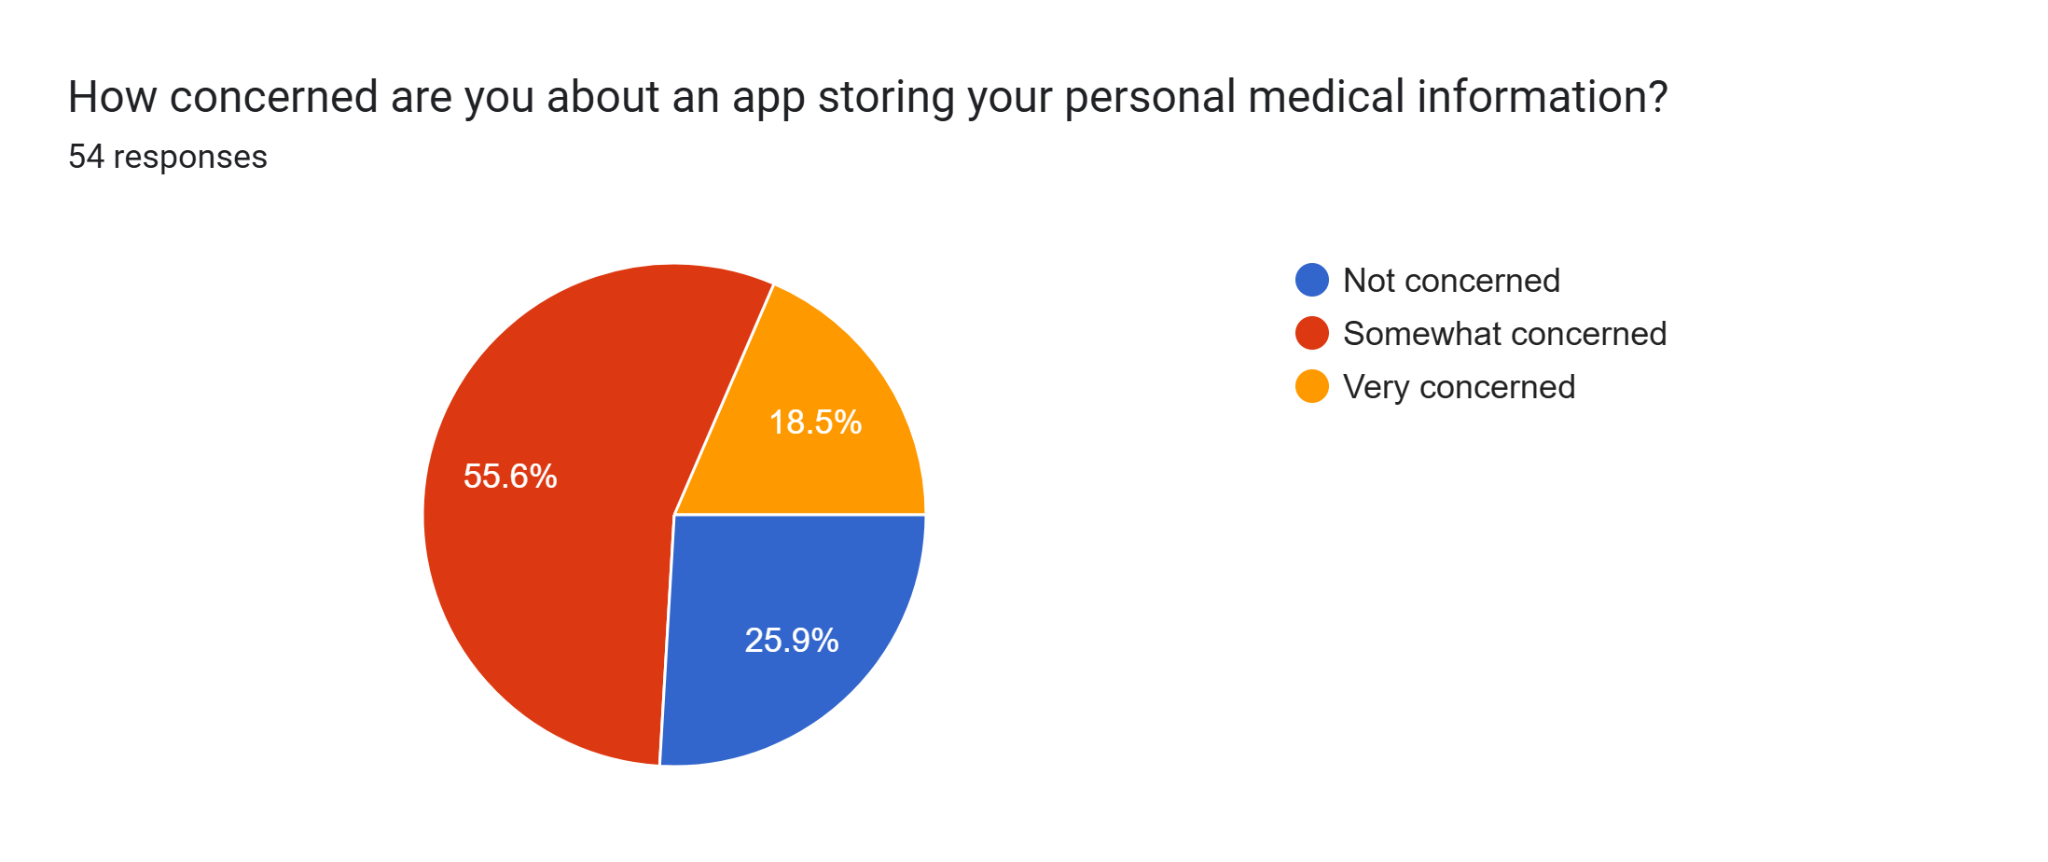 How concerned are you about an app storing your personal medical information?
54 responses
Not concerned
Somewhat concerned
Very concerned
18.5%
55.6%
25.9%